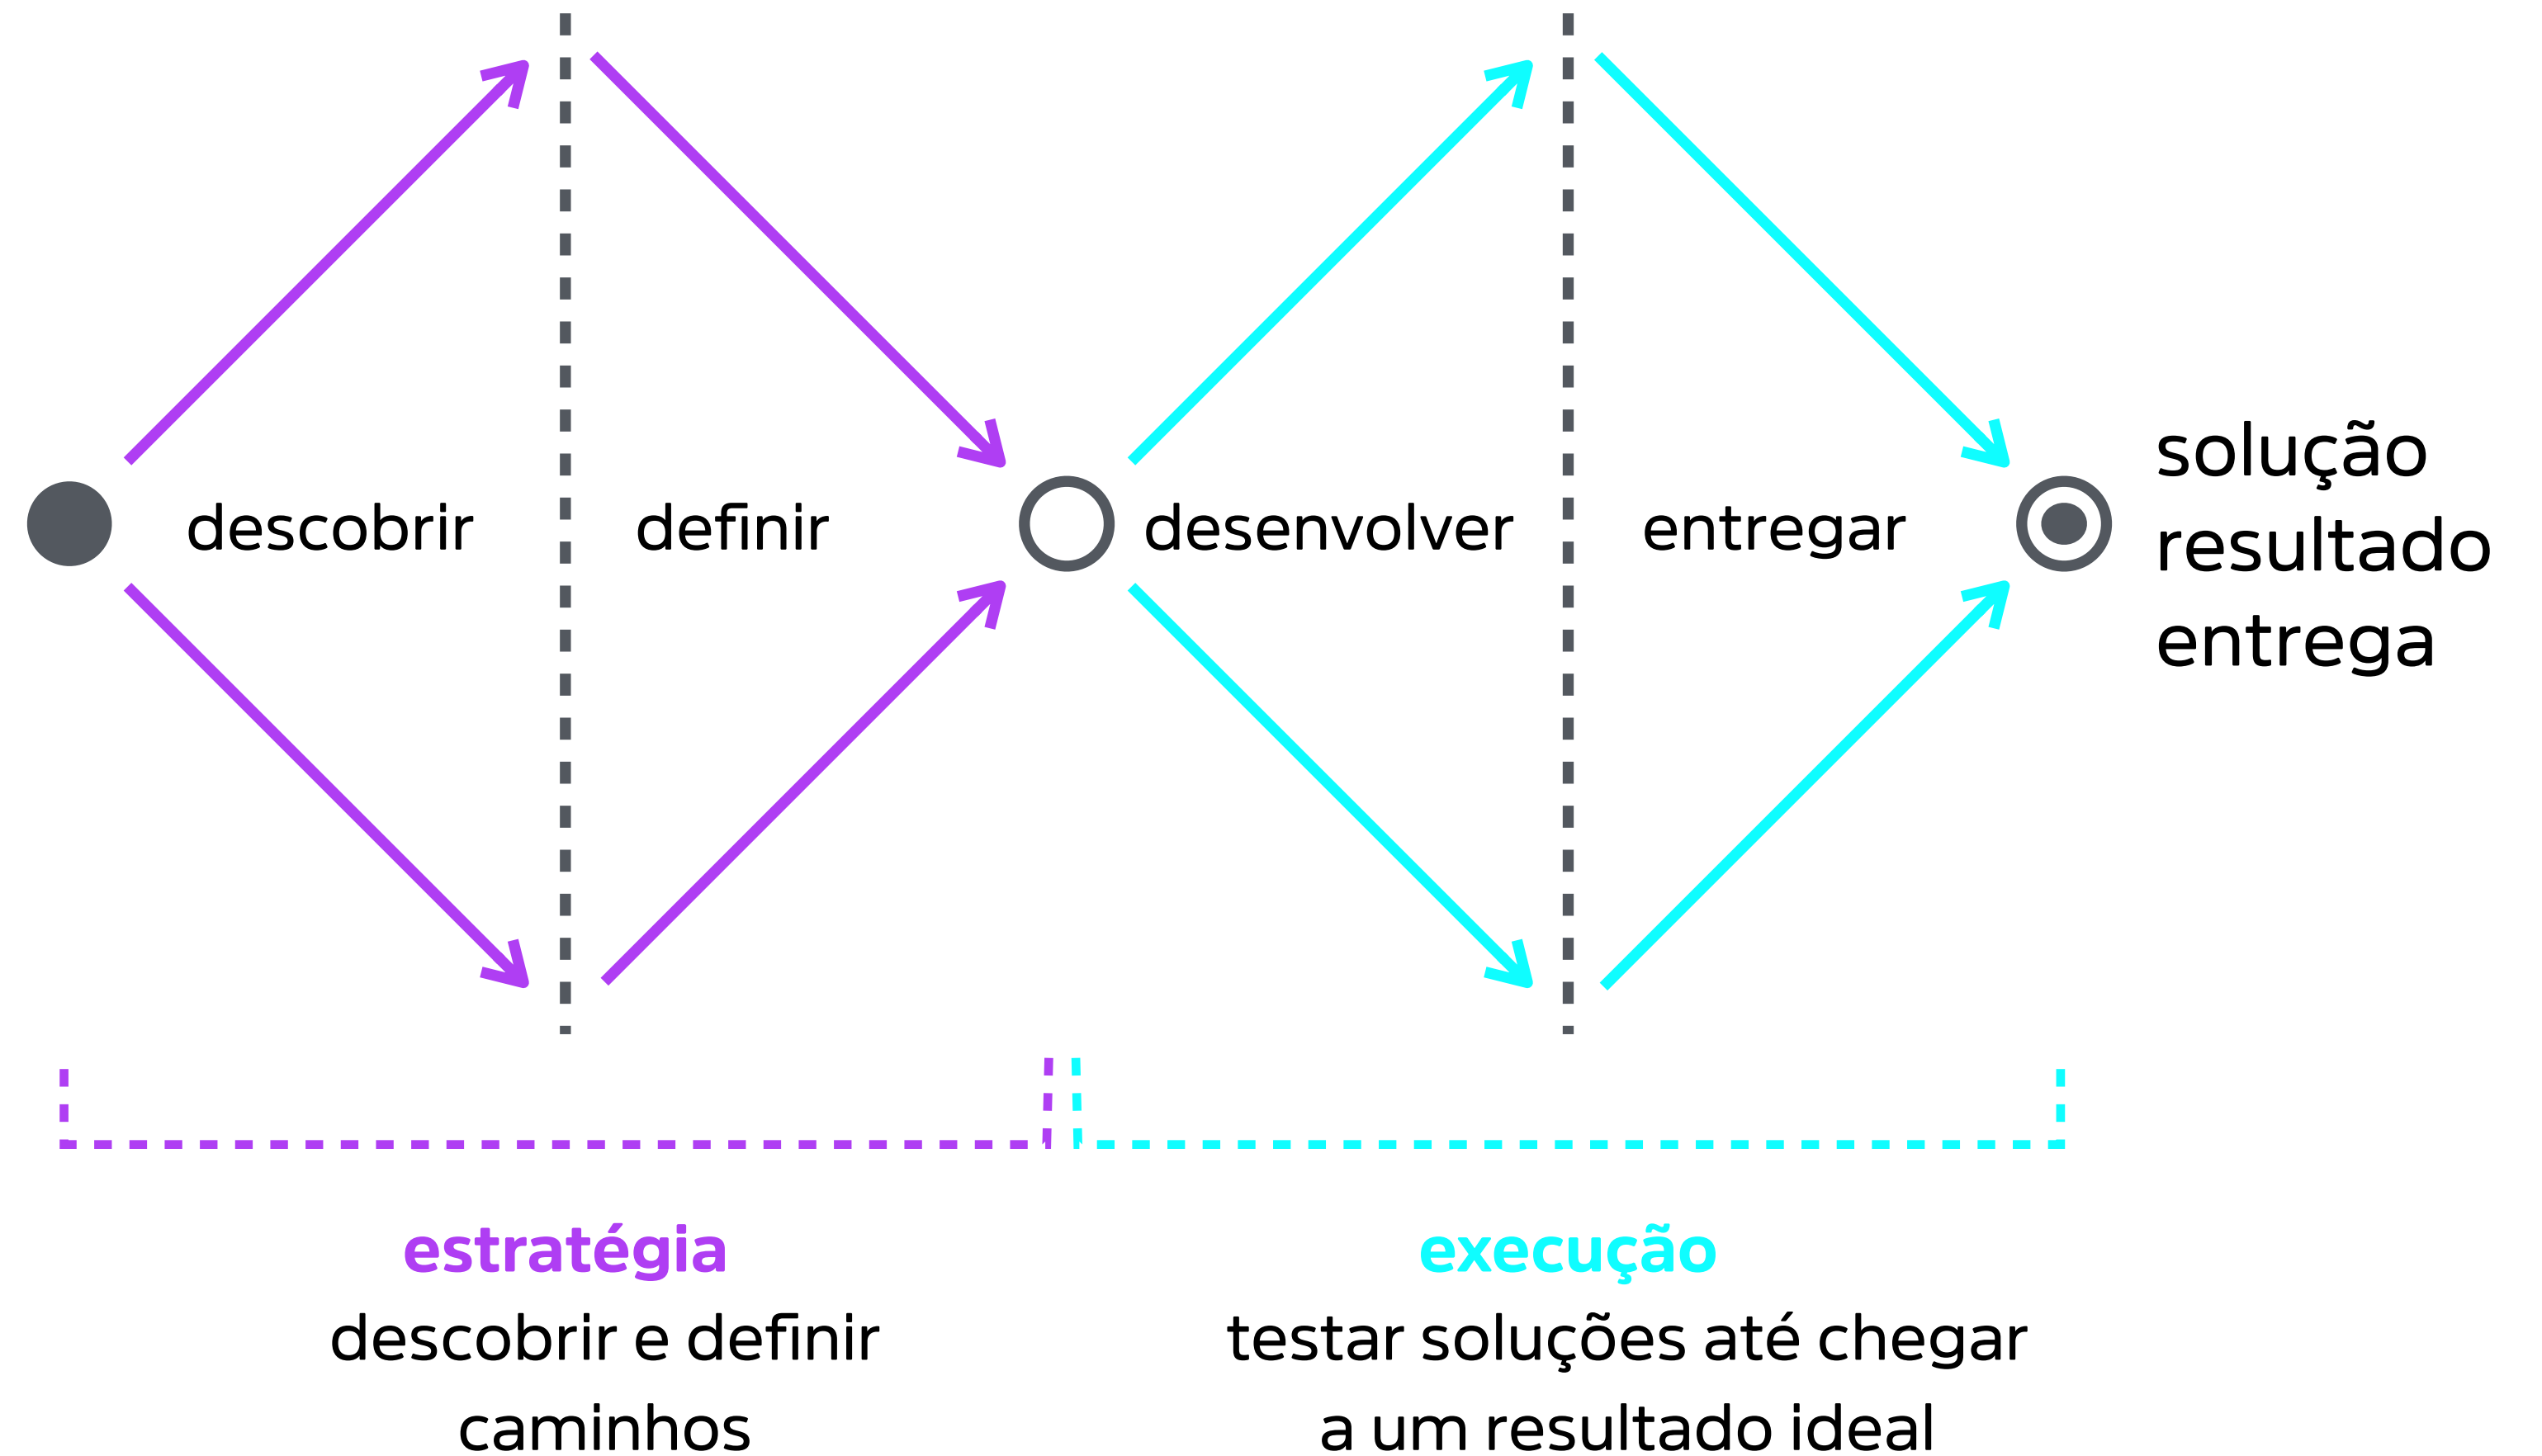 descobrir
definir
desenvolver
entregar
solução
resultado
entrega
estratégia
descobrir e definir
caminhos
execução
testar soluções até chegar
a um resultado ideal